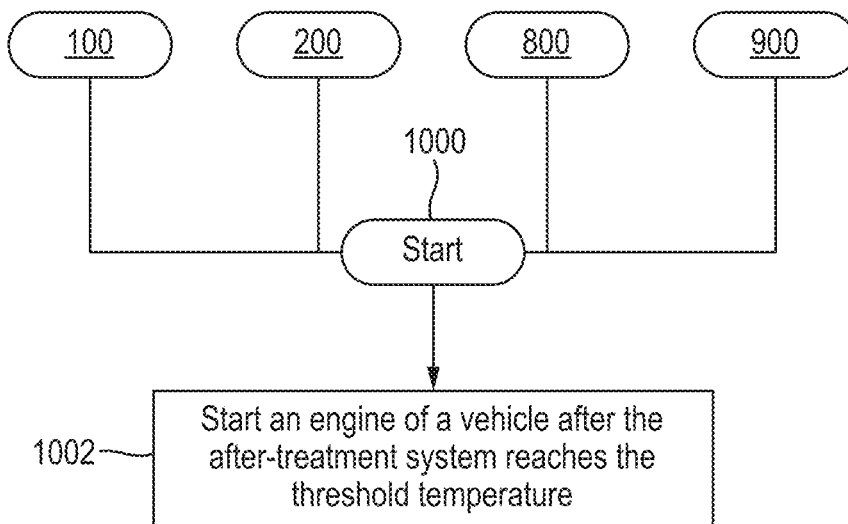 100 200 800 900
1000
Start
Start an engine of a vehicle after the
1002 after-treatment system reaches the
threshold temperature